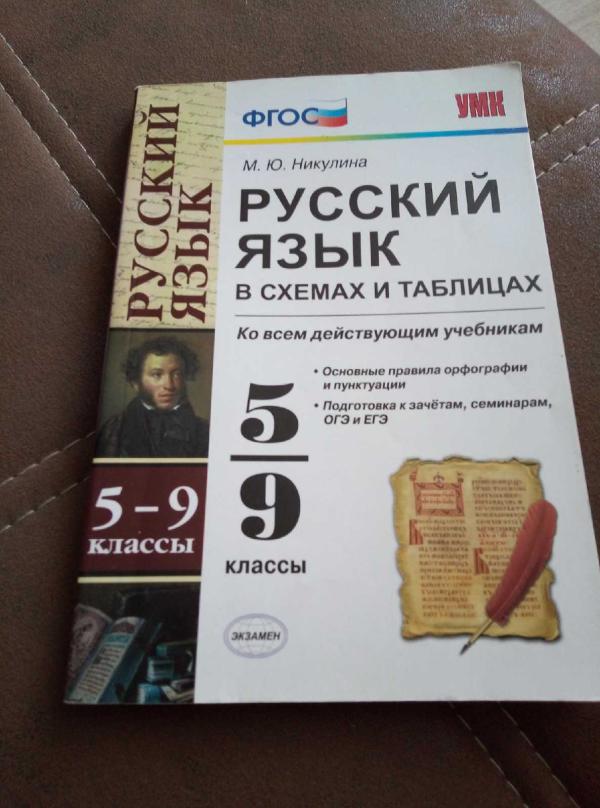 РУССКИЙ
ЯЗЫК
5 – 9
КЛАССЫ
ФГОС
УМК
М. Ю. Никулина
РУССКИЙ
ЯЗЫК
В СХЕМАХ И ТАБЛИЦАХ
Ко всем действующим учебникам
• Основные правила орфографии
и пунктуации
• Подготовка к зачётам, семинарам,
ОГЭ и ЕГЭ
5
9
классы
ЭКЗАМЕН